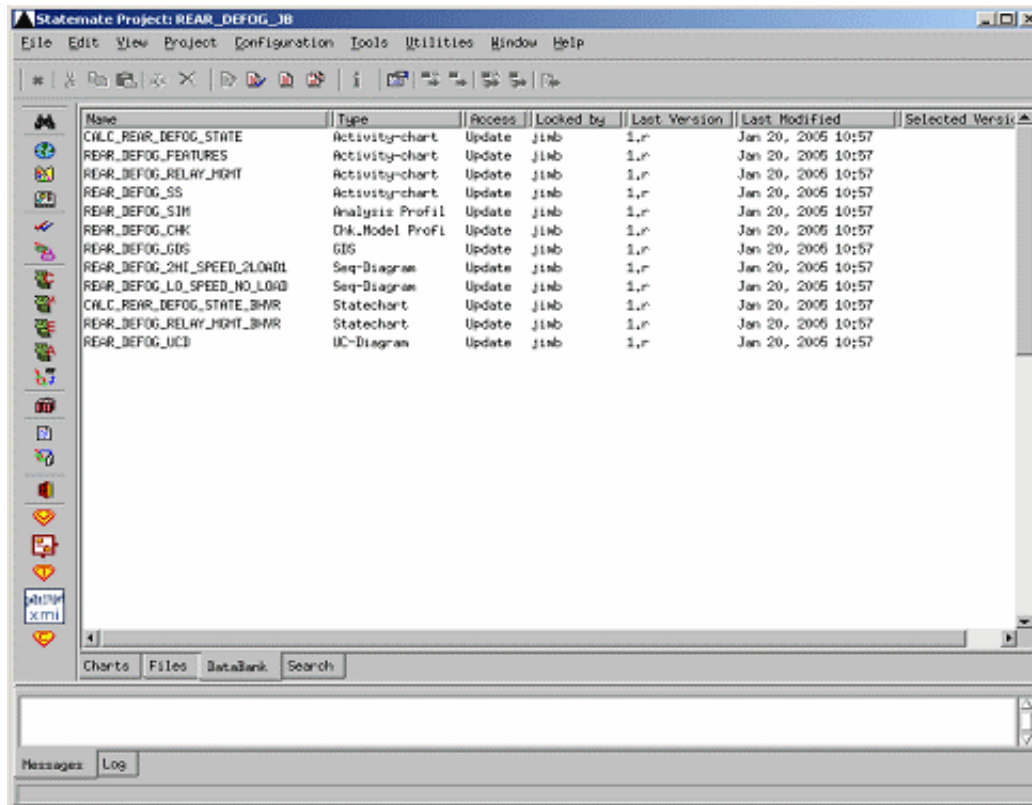 Statemate Project: REAR_DEFOG_JB
File Edit View Project Configuration Tools Utilities Window Help
Name Type Access Locked by Last Version Last Modified Selected Versic
CALC_REAR_DEFOG_STATE Activity-chart Update jimb 1.r Jan 20, 2005 10:57
REAR_DEFOG_FEATURES Activity-chart Update jimb 1.r Jan 20, 2005 10:57
REAR_DEFOG_RELAY_MGMT Activity-chart Update jimb 1.r Jan 20, 2005 10:57
REAR_DEFOG_SS Activity-chart Update jimb 1.r Jan 20, 2005 10:57
REAR_DEFOG_SIM Analysis Profil Update jimb 1.r Jan 20, 2005 10:57
REAR_DEFOG_CHK Chk.Model Profi Update jimb 1.r Jan 20, 2005 10:57
REAR_DEFOG_GDS GDS Update jimb 1.r Jan 20, 2005 10:57
REAR_DEFOG_2HI_SPEED_2LOAD1 Seq-Diagram Update jimb 1.r Jan 20, 2005 10:57
REAR_DEFOG_LO_SPEED_NO_LOAD Seq-Diagram Update jimb 1.r Jan 20, 2005 10:57
CALC_REAR_DEFOG_STATE_BHVR Statechart Update jimb 1.r Jan 20, 2005 10:57
REAR_DEFOG_RELAY_MGMT_BHVR Statechart Update jimb 1.r Jan 20, 2005 10:57
REAR_DEFOG_UCD UC-Diagram Update jimb 1.r Jan 20, 2005 10:57
xmi
Charts Files DataBank Search
Messages Log